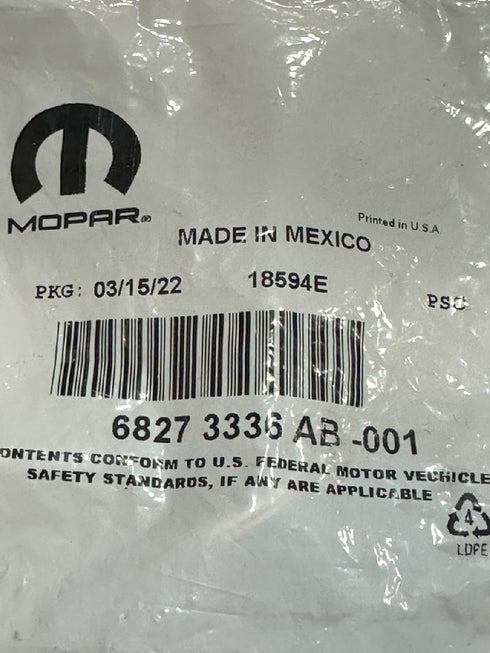 MOPAR®
Printed in U.S.A.
MADE IN MEXICO
PKG: 03/15/22 18594E PSC
6827 3336 AB -001
CONTENTS CONFORM TO U.S. FEDERAL MOTOR VECHICLE
SAFETY STANDARDS, IF ANY ARE APPLICABLE
4
LDPE